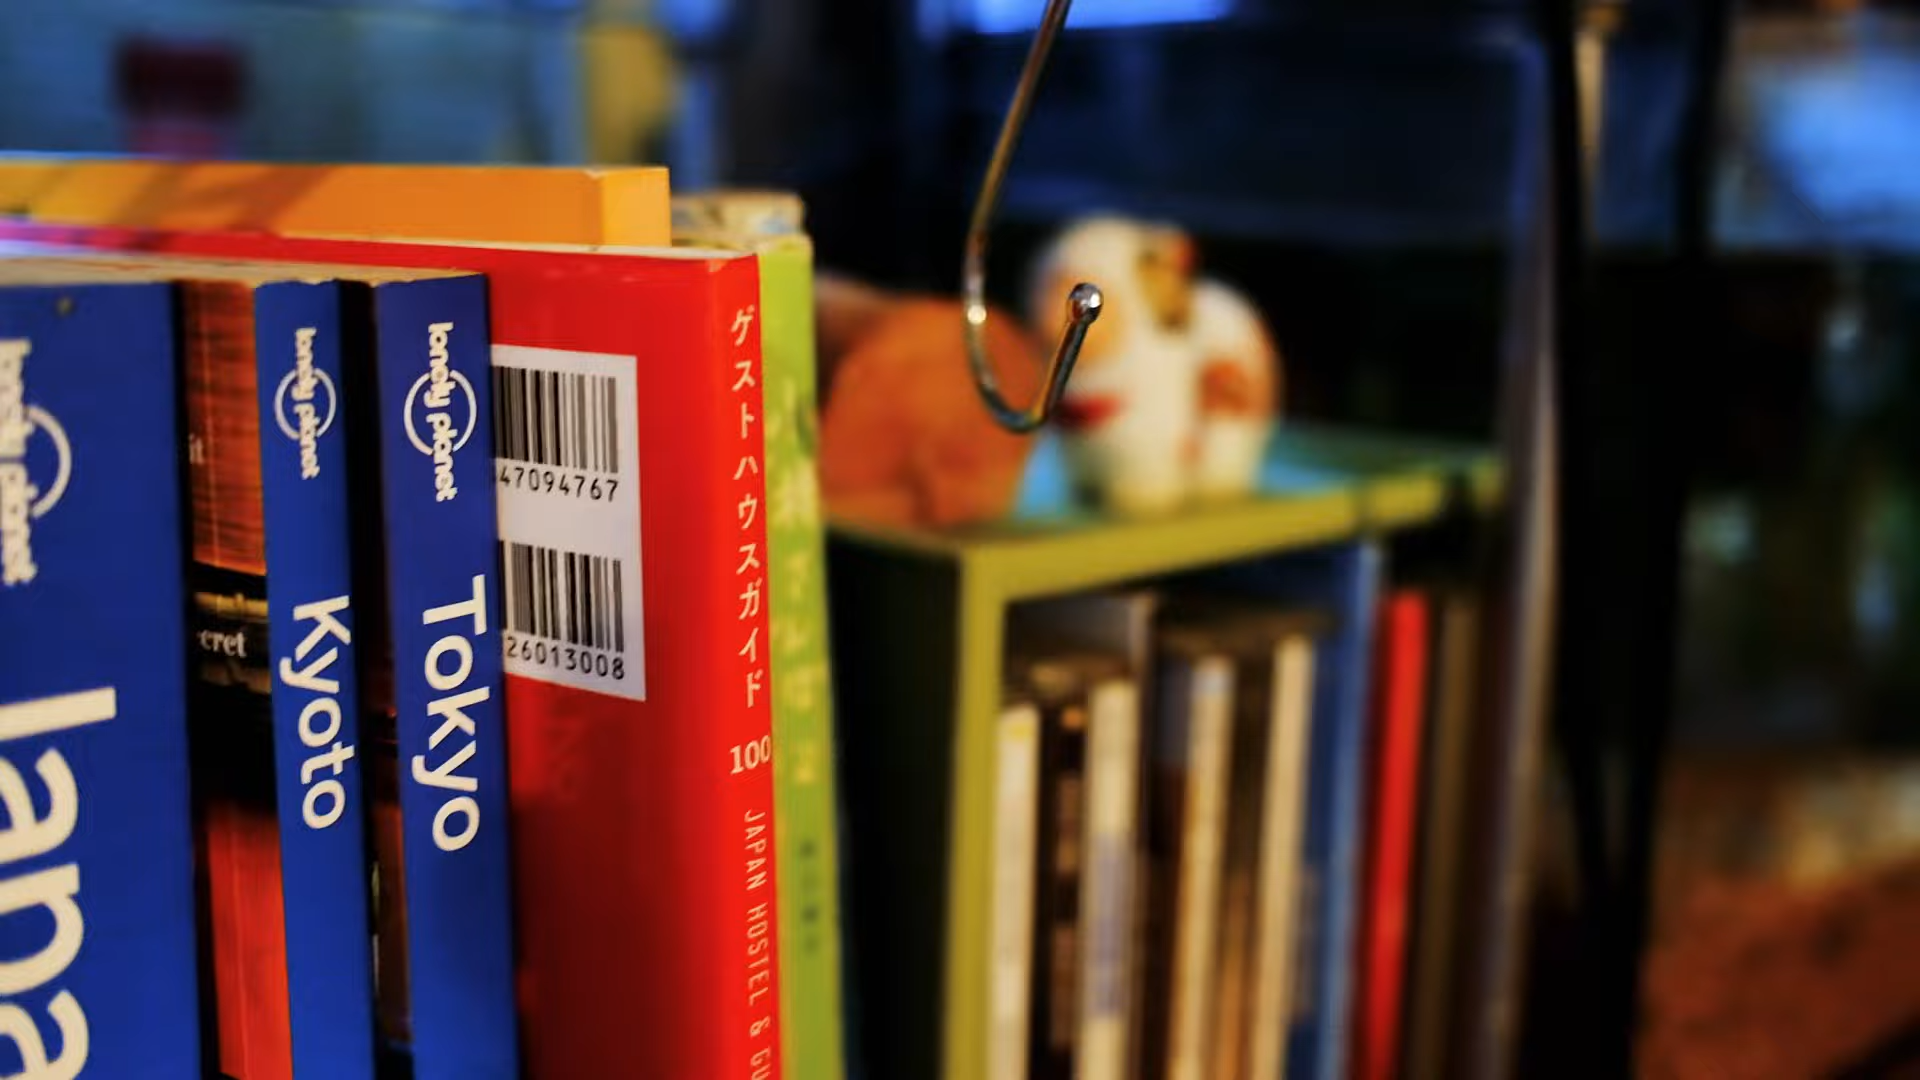 lonely planet
Japa
cret
lonely planet
Kyoto
lonely planet
Tokyo
47094767
26013008
ゲストハウスガイド 100
JAPAN HOSTEL & GU